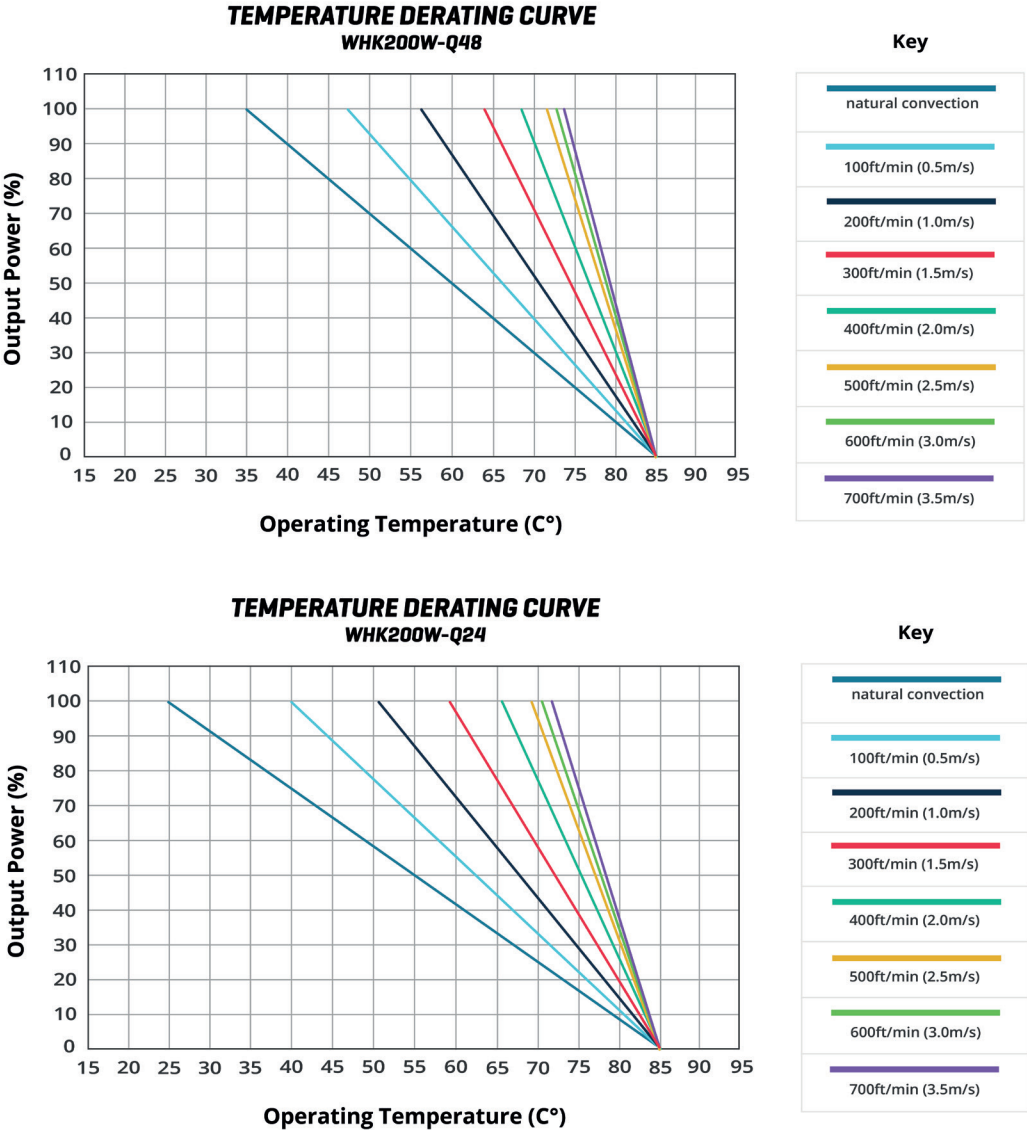 TEMPERATURE DERATING CURVE
WHK200W-Q48
Key
110
100
90
80
70
60
50
40
30
20
10
0
Output Power (%)
15 20 25 30 35 40 45 50 55 60 65 70 75 80 85 90 95
Operating Temperature (C°)
natural convection
100ft/min (0.5m/s)
200ft/min (1.0m/s)
300ft/min (1.5m/s)
400ft/min (2.0m/s)
500ft/min (2.5m/s)
600ft/min (3.0m/s)
700ft/min (3.5m/s)
TEMPERATURE DERATING CURVE
WHK200W-Q24
Key
110
100
90
80
70
60
50
40
30
20
10
0
Output Power (%)
15 20 25 30 35 40 45 50 55 60 65 70 75 80 85 90 95
Operating Temperature (C°)
natural convection
100ft/min (0.5m/s)
200ft/min (1.0m/s)
300ft/min (1.5m/s)
400ft/min (2.0m/s)
500ft/min (2.5m/s)
600ft/min (3.0m/s)
700ft/min (3.5m/s)